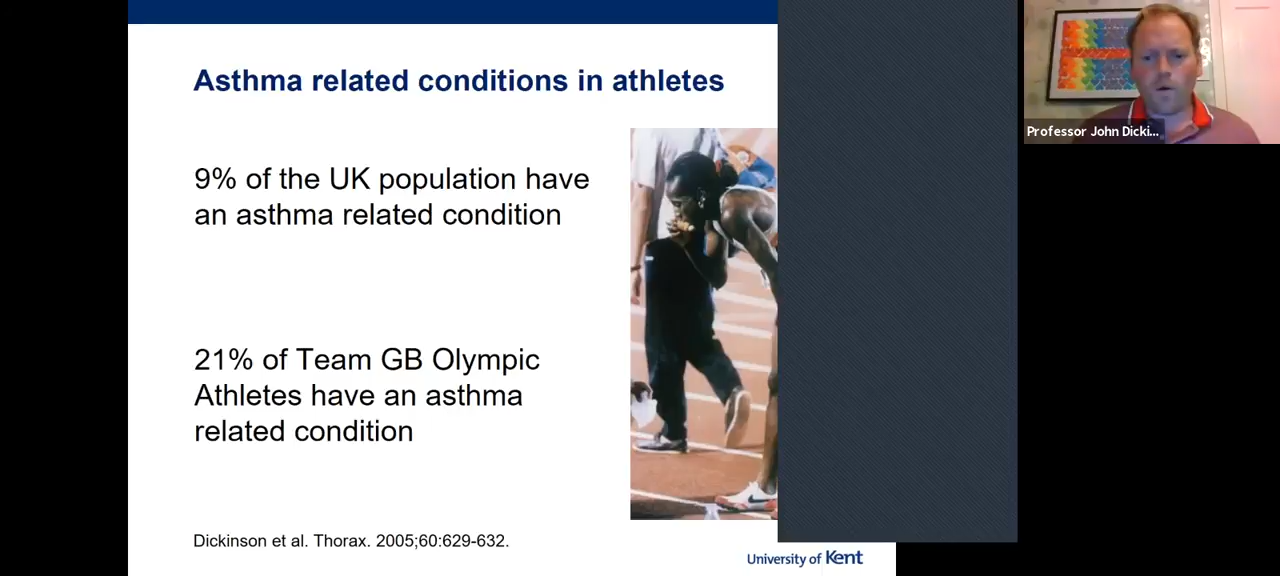 Asthma related conditions in athletes
9% of the UK population have
an asthma related condition
21% of Team GB Olympic
Athletes have an asthma
related condition
Dickinson et al. Thorax. 2005;60:629-632.
University of Kent
Professor John Dicki...